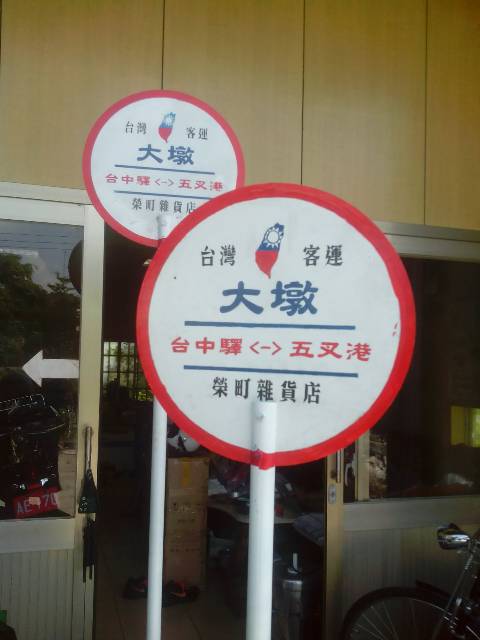 台灣 客運
大墩
台中驛<->五叉港
榮町雜貨店
台灣 客運
大墩
台中驛<->五叉港
榮町雜貨店